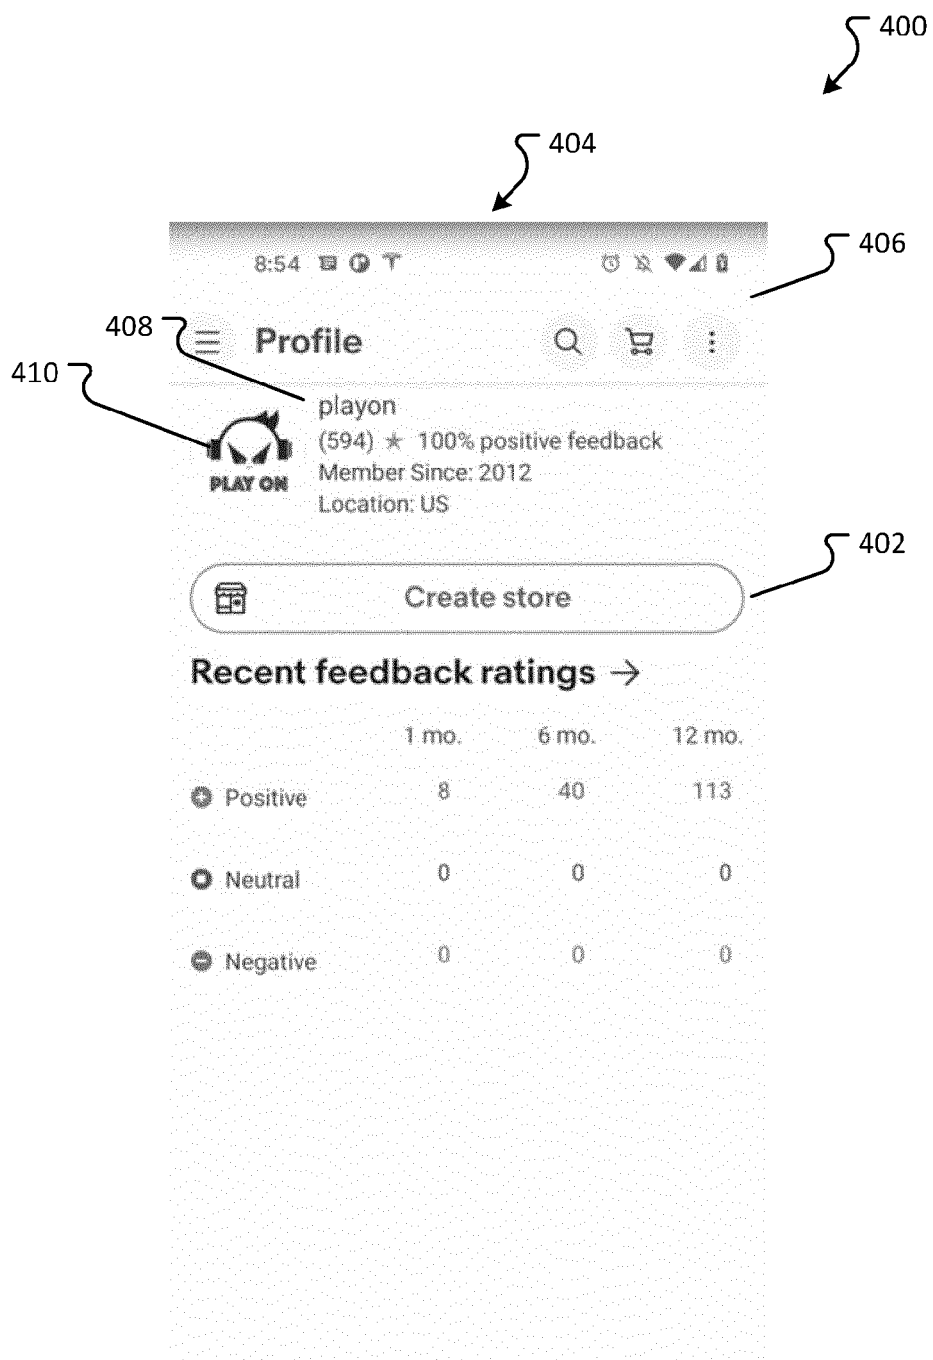 400
404
406
8:54
408
Profile
410
playon
(594) ★ 100% positive feedback
PLAY ON
Member Since: 2012
Location: US
402
Create store
Recent feedback ratings →
1 mo. 6 mo. 12 mo.
Positive 8 40 113
Neutral 0 0 0
Negative 0 0 0